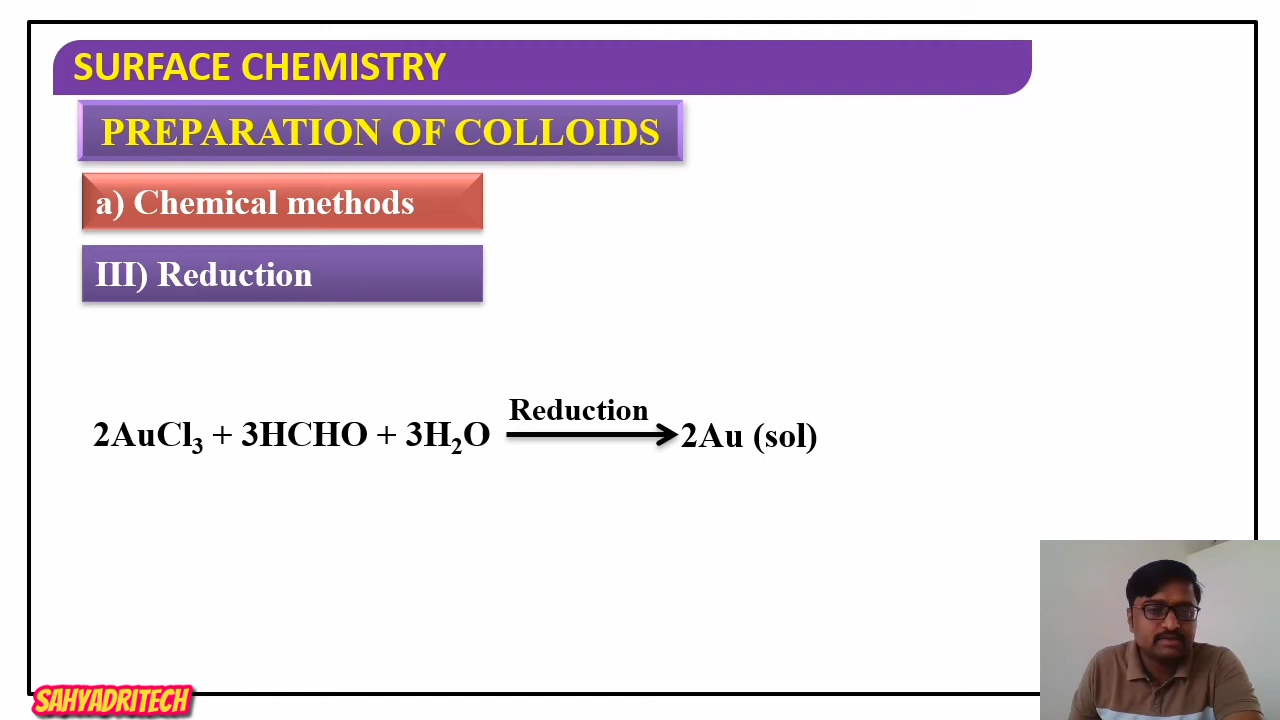 SURFACE CHEMISTRY
PREPARATION OF COLLOIDS
a) Chemical methods
III) Reduction
Reduction
2AuCl₃ + 3HCHO + 3H₂O → 2Au (sol)
SAHYADRITECH